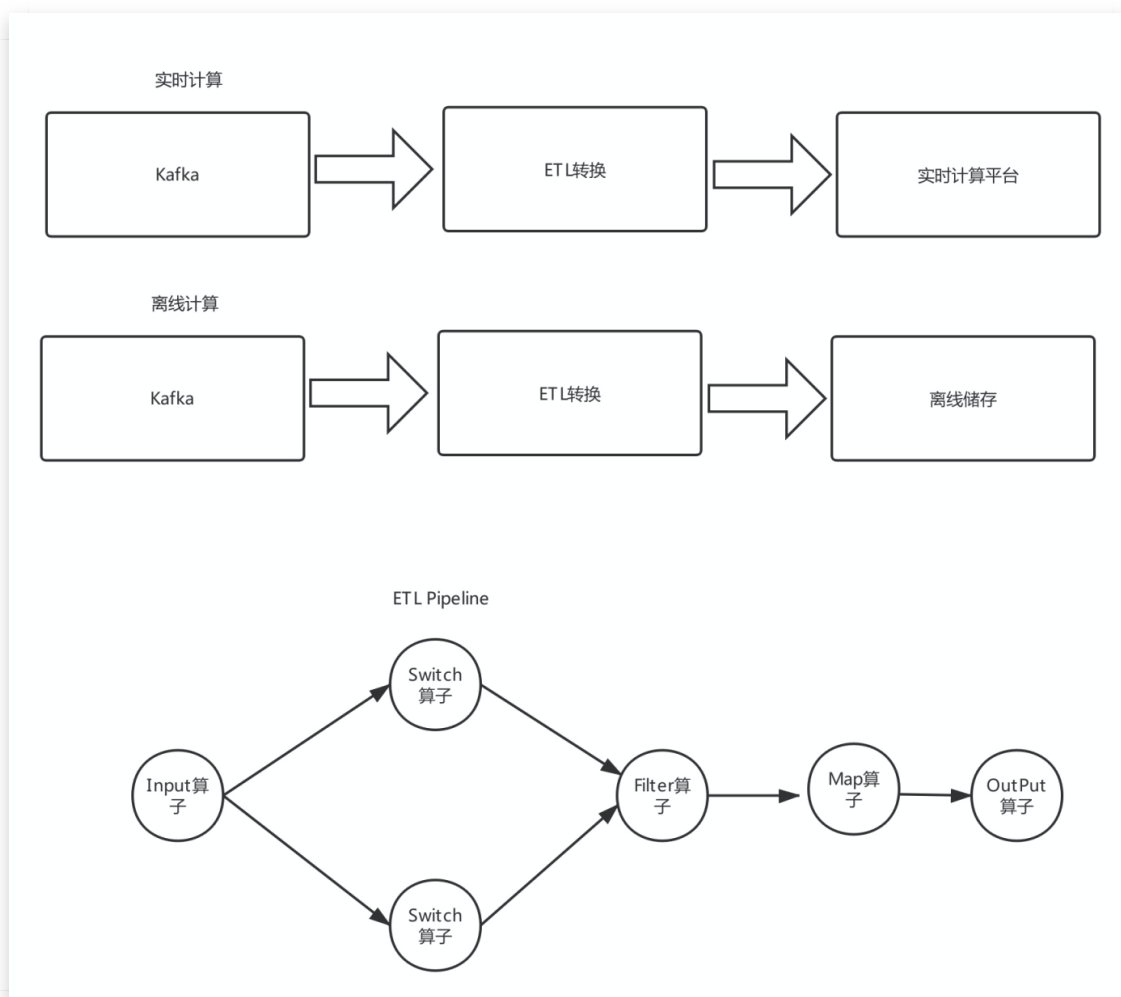 实时计算
Kafka
ETL转换
实时计算平台
离线计算
Kafka
ETL转换
离线储存
ETL Pipeline
Switch
算子
Input算
子
Filter算
子
Map算
子
OutPut
算子
Switch
算子